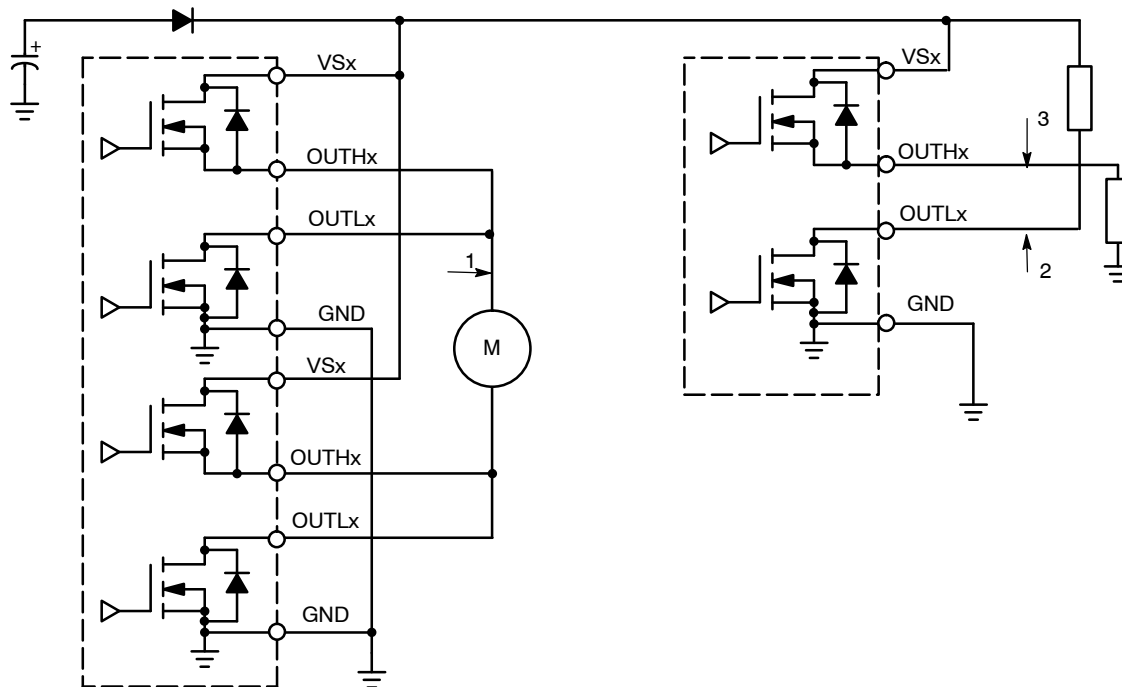 +
VSx
OUTHx
OUTLx
1
GND
M
VSx
OUTHx
OUTLx
GND
VSx
3
OUTHx
OUTLx
2
GND